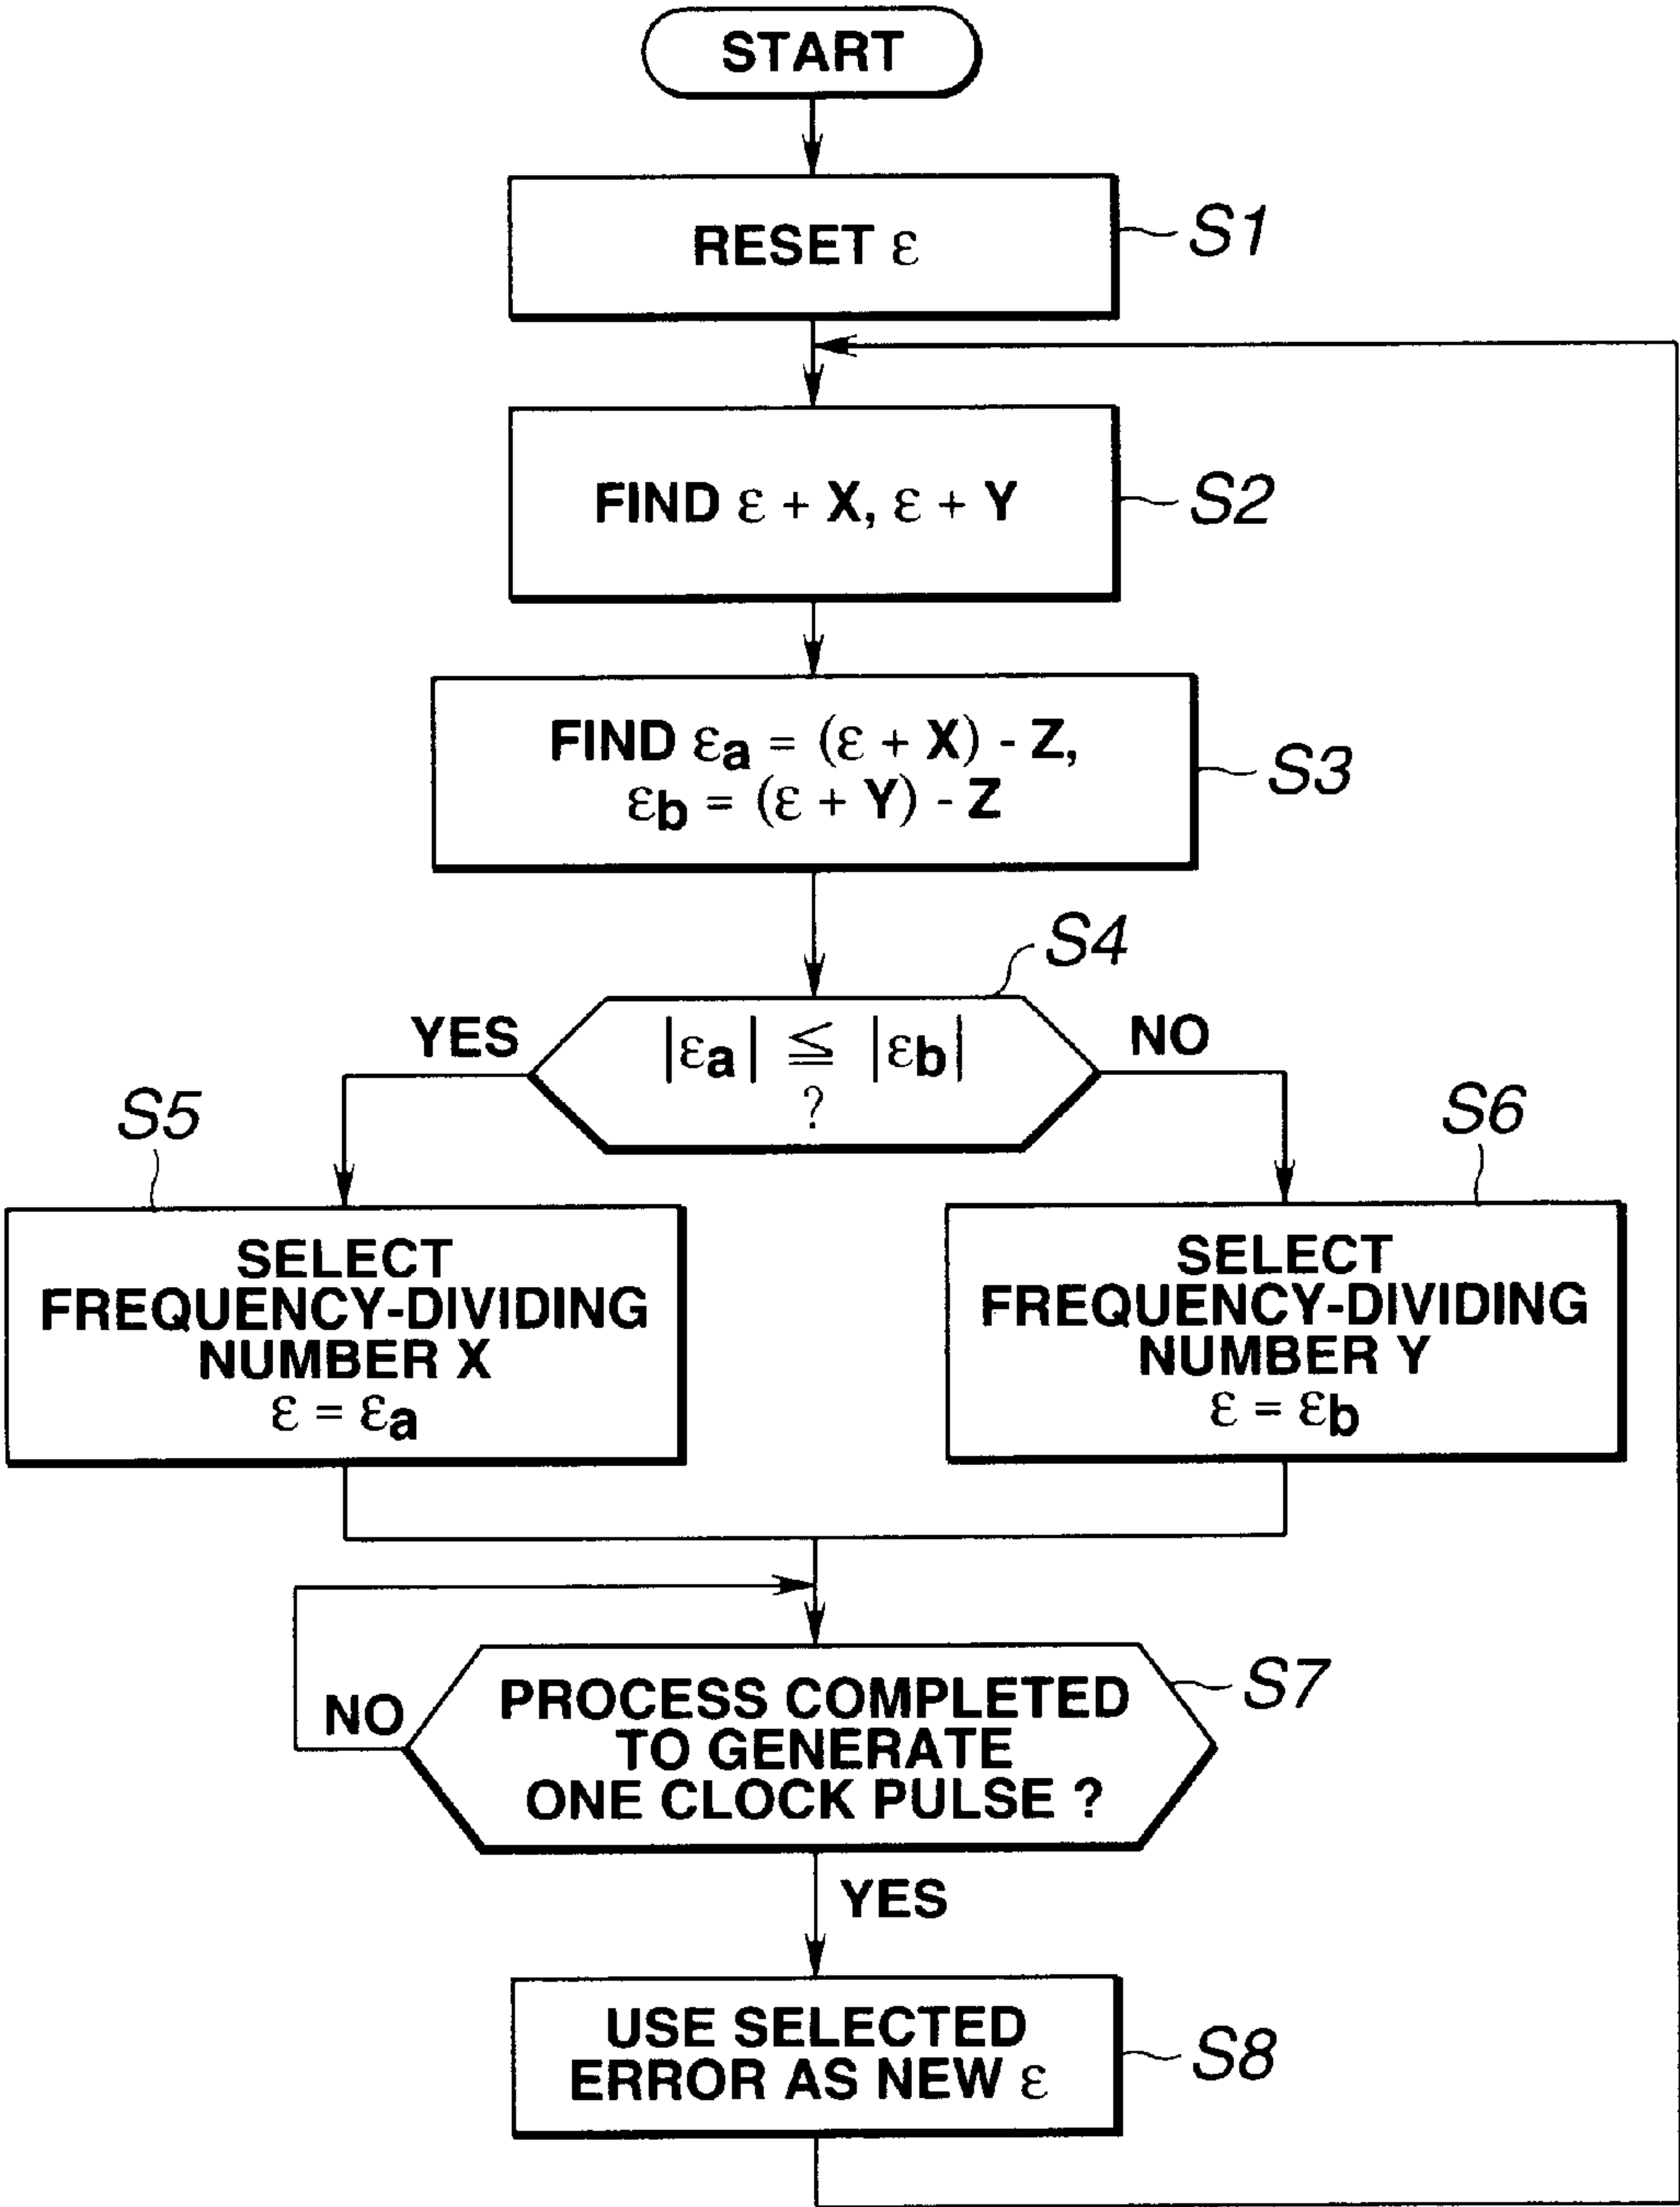 START
RESET ε
S1
FIND ε + X, ε + Y
S2
FIND εa = (ε + X) - Z,
εb = (ε + Y) - Z
S3
S4
YES
|εa| ≦ |εb|
?
NO
S5
S6
SELECT
FREQUENCY-DIVIDING
NUMBER X
ε = εa
SELECT
FREQUENCY-DIVIDING
NUMBER Y
ε = εb
NO
PROCESS COMPLETED
TO GENERATE
ONE CLOCK PULSE ?
S7
YES
USE SELECTED
ERROR AS NEW ε
S8